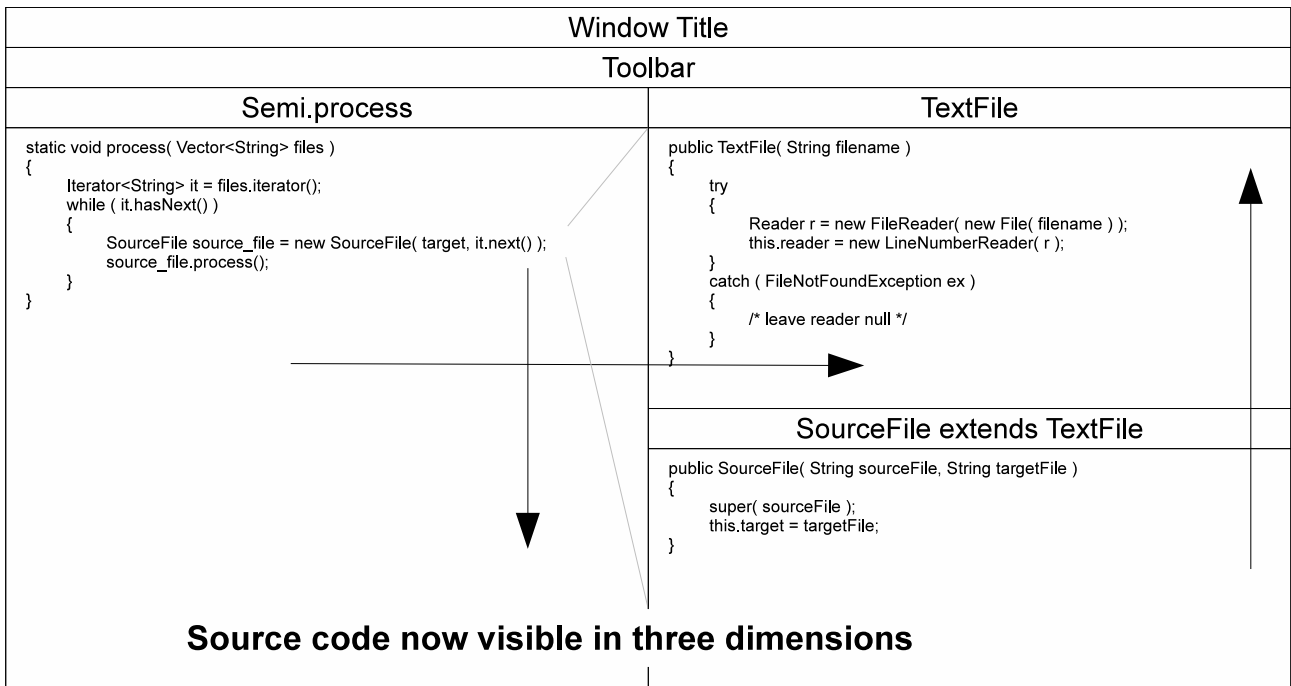 Window Title
Toolbar
Semi.process
static void process( Vector<String> files )
{
Iterator<String> it = files.iterator();
while ( it.hasNext() )
{
SourceFile source_file = new SourceFile( target, it.next() );
source_file.process();
}
}
TextFile
public TextFile( String filename )
{
try
{
Reader r = new FileReader( new File( filename ) );
this.reader = new LineNumberReader( r );
}
catch ( FileNotFoundException ex )
{
/* leave reader null */
}
}
SourceFile extends TextFile
public SourceFile( String sourceFile, String targetFile )
{
super( sourceFile );
this.target = targetFile;
}
Source code now visible in three dimensions